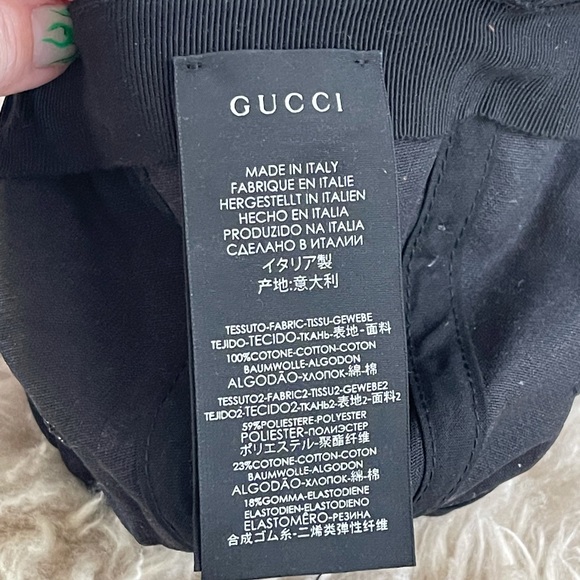 GUCCI
MADE IN ITALY
FABRIQUE EN ITALIE
HERGESTELLT IN ITALIEN
HECHO EN ITALIA
PRODUZIDO NA ITALIA
СДЕЛАНО В ИТАЛИИ
イタリア製
产地:意大利
TESSUTO-FABRIC-TISSU-GEWEBE
TEJIDO-TECIDO-ТКАНЬ-表地-面料
100%COTONE-COTTON-COTON
BAUMWOLLE-ALGODON
ALGODÃO-ХЛОПОК-綿-棉
TESSUTO2-FABRIC2-TISSU2-GEWEBE2
TEJIDO2-TECIDO2-ТКАНЬ2-表地2-面料2
59%POLIESTERE-POLYESTER
POLIESTER-ПОЛИЭСТЕР
ポリエステル-聚酯纤维
23%COTONE-COTTON-COTON
BAUMWOLLE-ALGODON
ALGODÃO-ХЛОПОК-綿-棉
18%GOMMA-ELASTODIENE
ELASTODIEN-ELASTODIENO
ELASTOMÉRO-РЕЗИНА
合成ゴム糸-二烯类弹性纤维